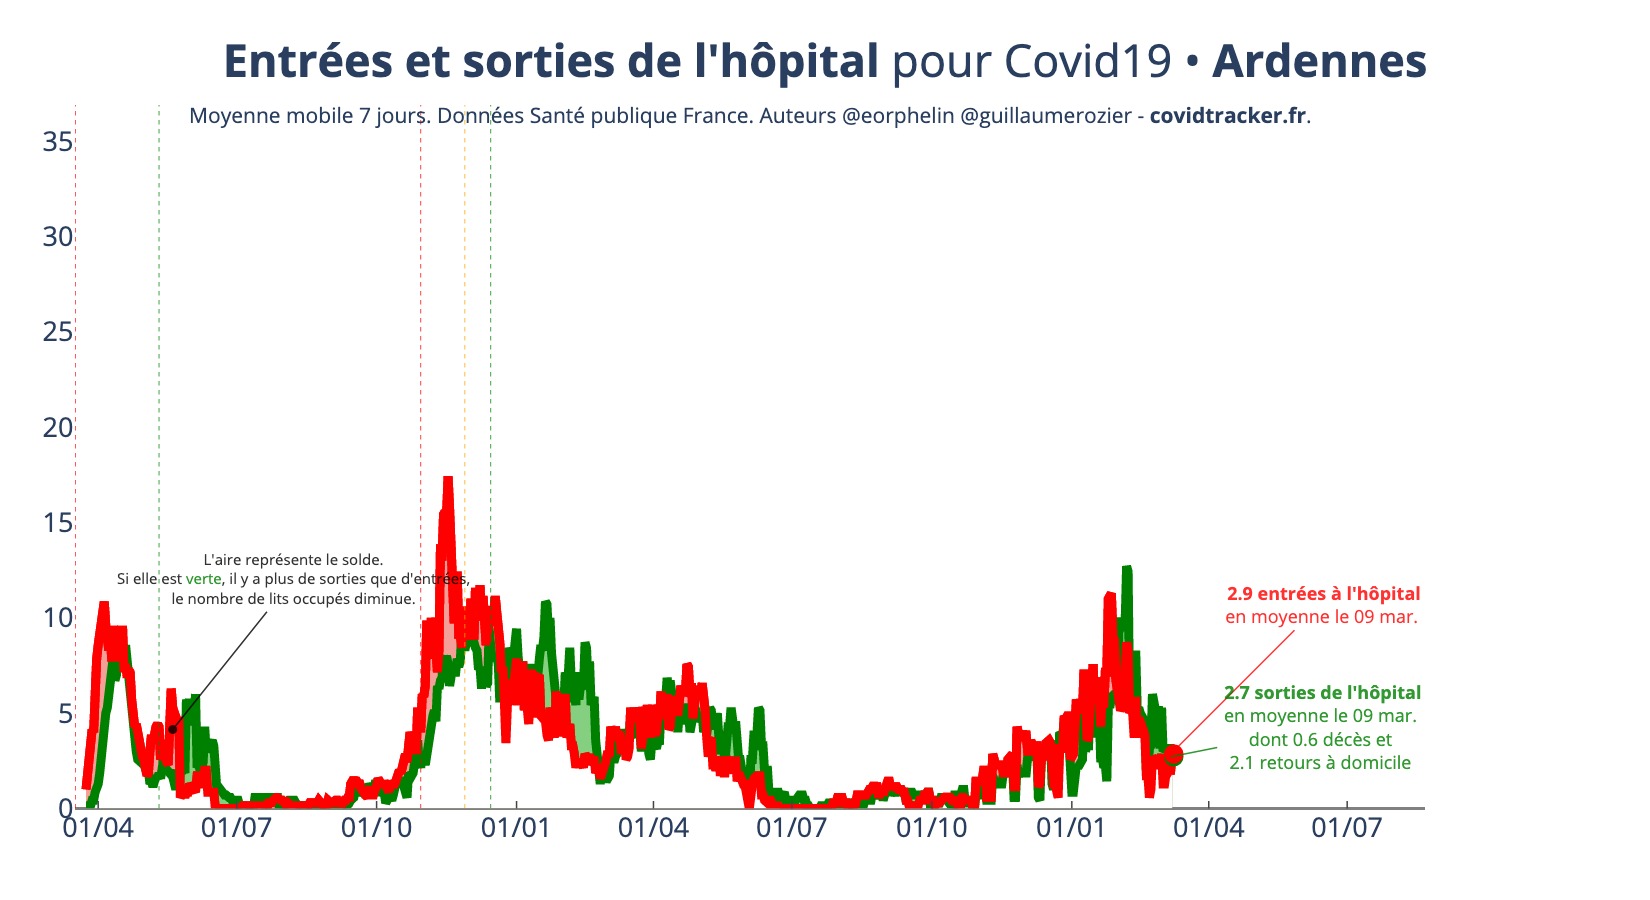 Entrées et sorties de l'hôpital pour Covid19 • Ardennes
Moyenne mobile 7 jours. Données Santé publique France. Auteurs @eorphelin @guillaumerozier - covidtracker.fr.
35
30
25
20
15
10
5
0
L'aire représente le solde.
Si elle est verte, il y a plus de sorties que d'entrées,
le nombre de lits occupés diminue.
2.9 entrées à l'hôpital
en moyenne le 09 mar.
2.7 sorties de l'hôpital
en moyenne le 09 mar.
dont 0.6 décès et
2.1 retours à domicile
01/04 01/07 01/10 01/01 01/04 01/07 01/10 01/01 01/04 01/07